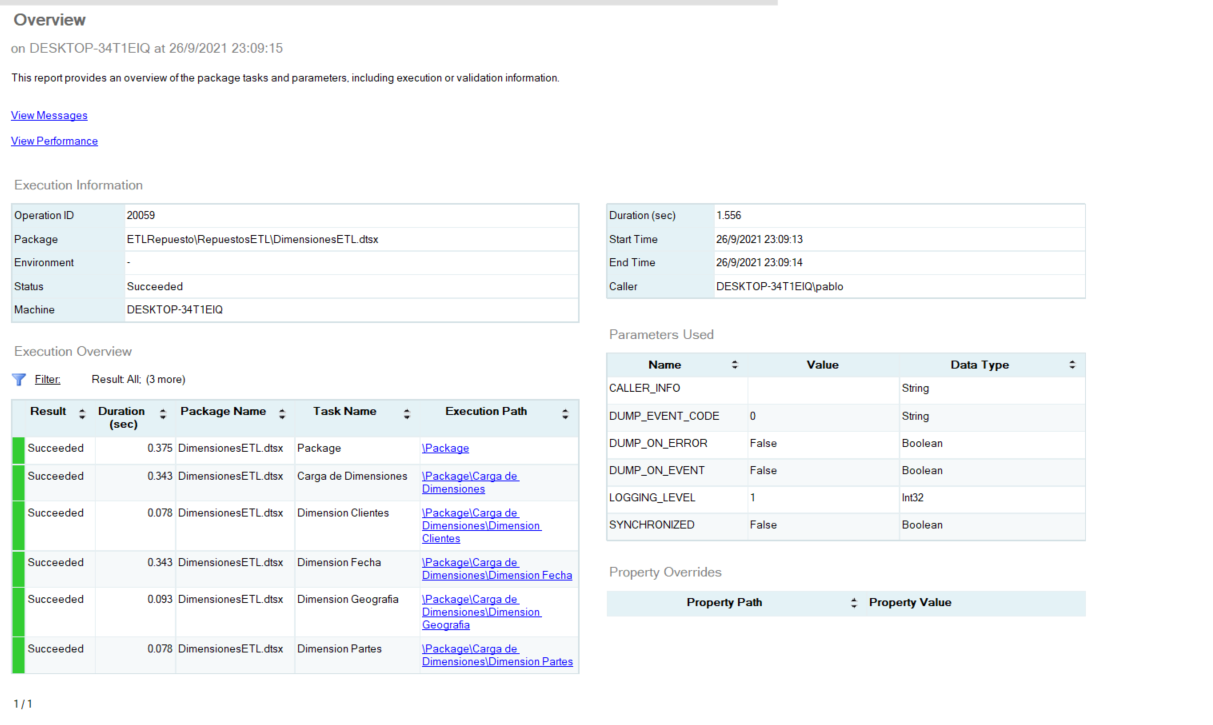 Overview
on DESKTOP-34T1EIQ at 26/9/2021 23:09:15
This report provides an overview of the package tasks and parameters, including execution or validation information.
View Messages
View Performance
Execution Information
Operation ID 20059
Package ETLRepuesto\RepuestosETL\DimensionesETL.dtsx
Environment -
Status Succeeded
Machine DESKTOP-34T1EIQ
Duration (sec) 1.556
Start Time 26/9/2021 23:09:13
End Time 26/9/2021 23:09:14
Caller DESKTOP-34T1EIQ\pablo
Execution Overview
Filter: Result: All; (3 more)
Result Duration (sec) Package Name Task Name Execution Path
Succeeded 0.375 DimensionesETL.dtsx Package \Package
Succeeded 0.343 DimensionesETL.dtsx Carga de Dimensiones \Package\Carga de
Dimensiones
Succeeded 0.078 DimensionesETL.dtsx Dimension Clientes \Package\Carga de
Dimensiones\Dimension
Clientes
Succeeded 0.343 DimensionesETL.dtsx Dimension Fecha \Package\Carga de
Dimensiones\Dimension Fecha
Succeeded 0.093 DimensionesETL.dtsx Dimension Geografia \Package\Carga de
Dimensiones\Dimension
Geografia
Succeeded 0.078 DimensionesETL.dtsx Dimension Partes \Package\Carga de
Dimensiones\Dimension Partes
Parameters Used
Name Value Data Type
CALLER_INFO String
DUMP_EVENT_CODE 0 String
DUMP_ON_ERROR False Boolean
DUMP_ON_EVENT False Boolean
LOGGING_LEVEL 1 Int32
SYNCHRONIZED False Boolean
Property Overrides
Property Path Property Value
1 / 1